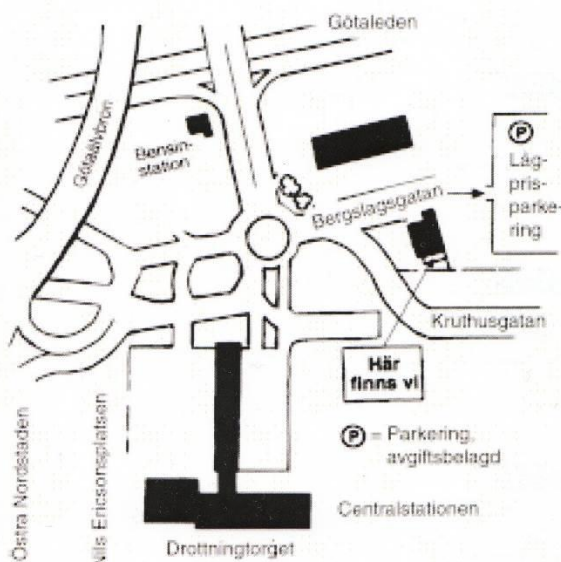 Götaleden
Götaälvbron
Bensin-
station
Bergslagsgatan
P
Låg-
pris-
parke-
ring
Kruthusgatan
Här
finns vi
P = Parkering,
avgiftsbelagd
Östra Nordstaden
Nils Ericsonsplatsen
Centralstationen
Drottningtorget